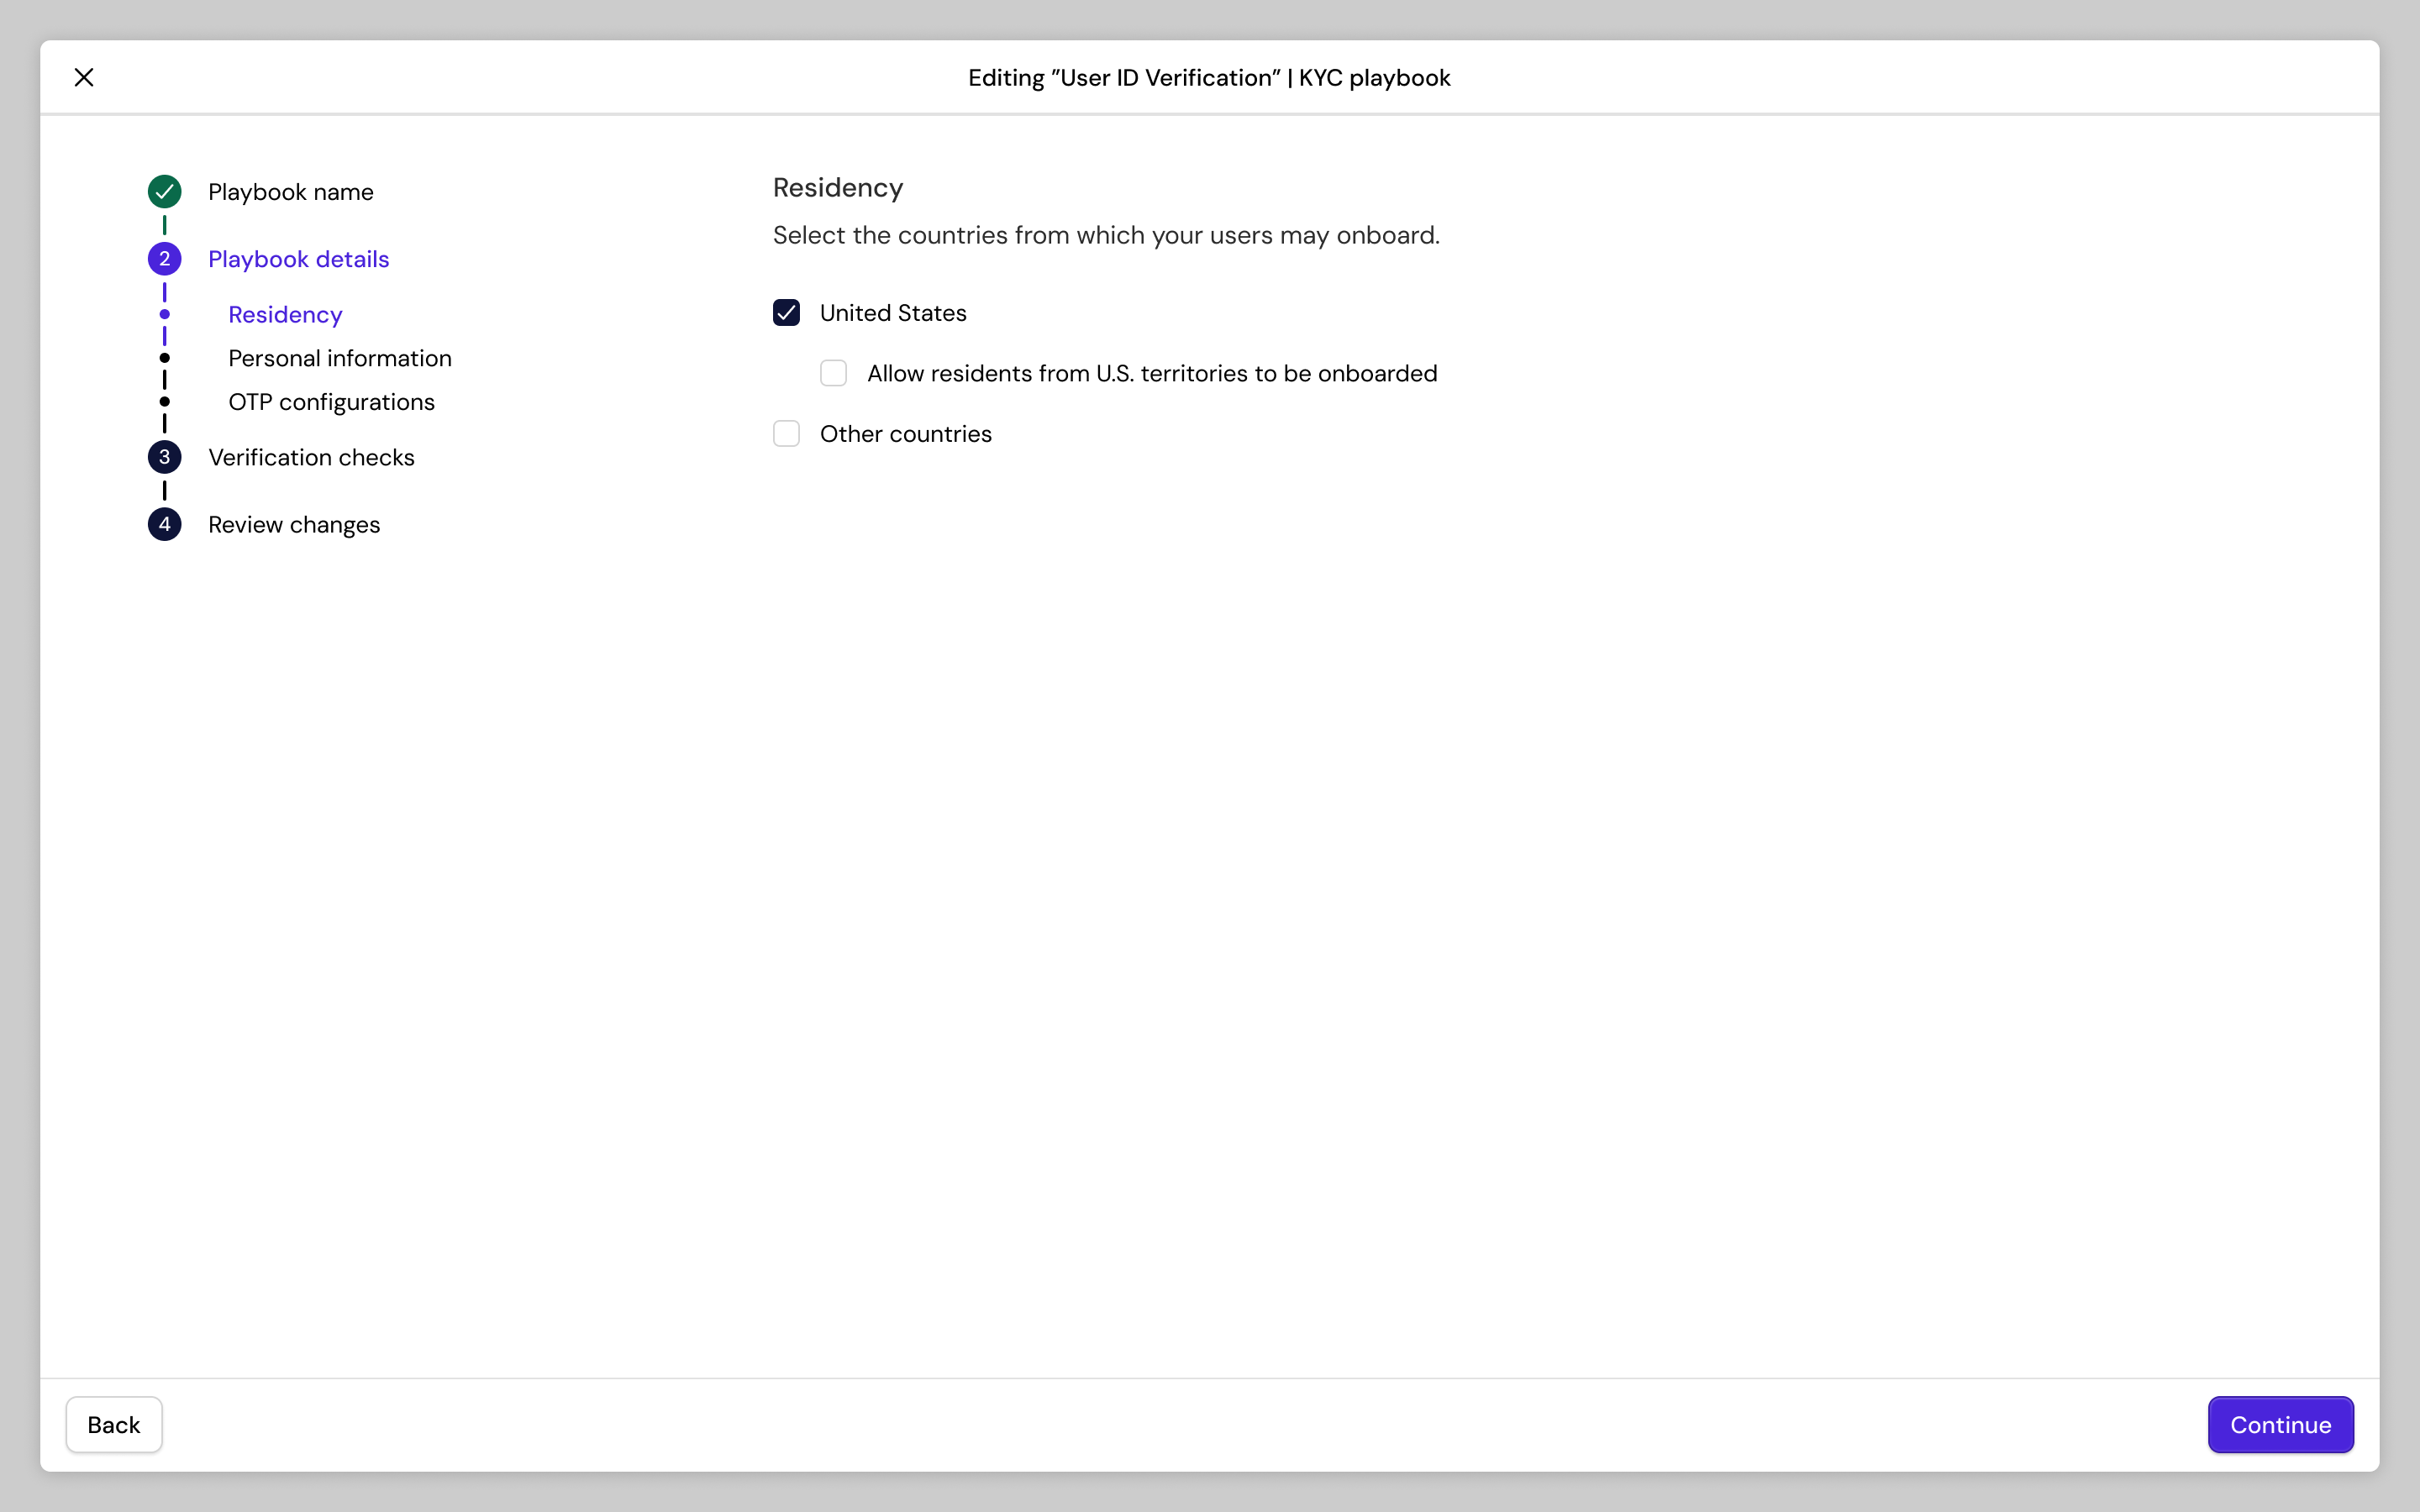 Editing ”User ID Verification” | KYC playbook
Playbook name
2 Playbook details
Residency
Personal information
OTP configurations
3 Verification checks
4 Review changes
Residency
Select the countries from which your users may onboard.
United States
Allow residents from U.S. territories to be onboarded
Other countries
Back
Continue